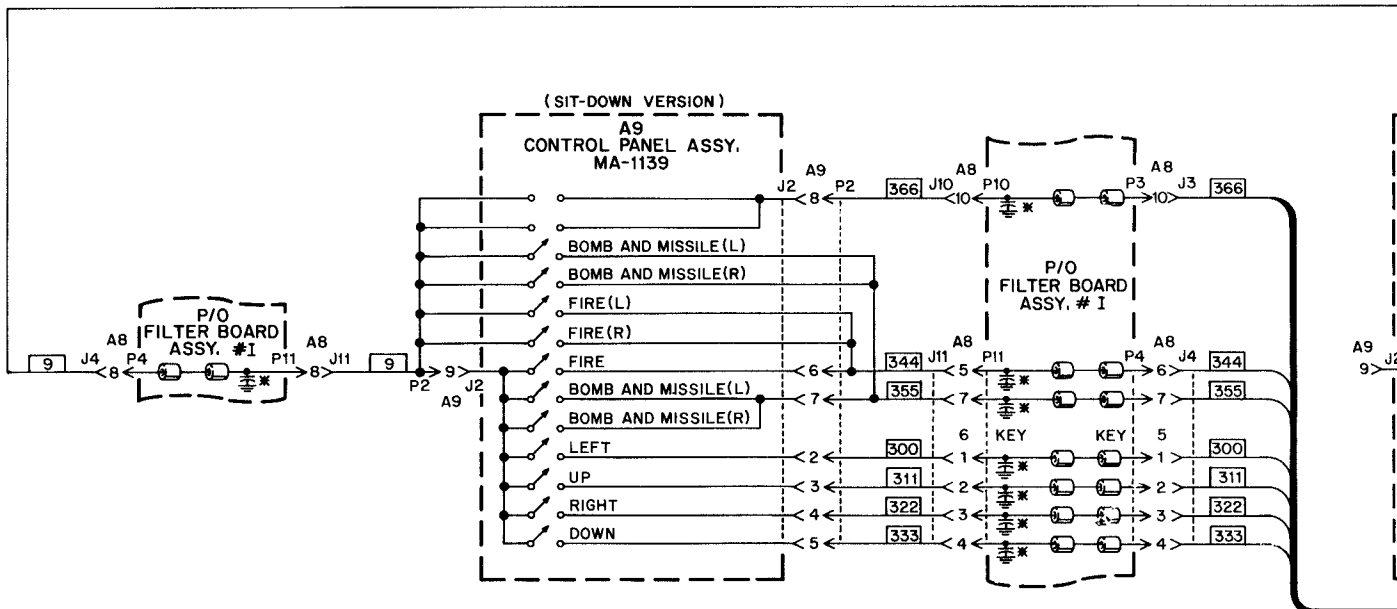 ( SIT-DOWN VERSION )
A9
CONTROL PANEL ASSY.
MA-1139
J2 A9 P2
8
366
J10 A8 P10
10
P3 A8 J3
10
366
BOMB AND MISSILE(L)
BOMB AND MISSILE(R)
FIRE(L)
FIRE(R)
P/O
FILTER BOARD
ASSY. # I
P/O
FILTER BOARD
ASSY. #I
9
J4 A8 P4
8
P11 A8 J11
8
9
P2 9 J2
A9
FIRE
6
344
J11 A8 P11
5
P4 A8 J4
6
344
A9
9
J2
BOMB AND MISSILE(L)
7
355
7
7
355
BOMB AND MISSILE(R)
6 KEY
KEY 5
LEFT
2
300
1
1
300
UP
3
311
2
2
311
RIGHT
4
322
3
3
322
DOWN
5
333
4
4
333